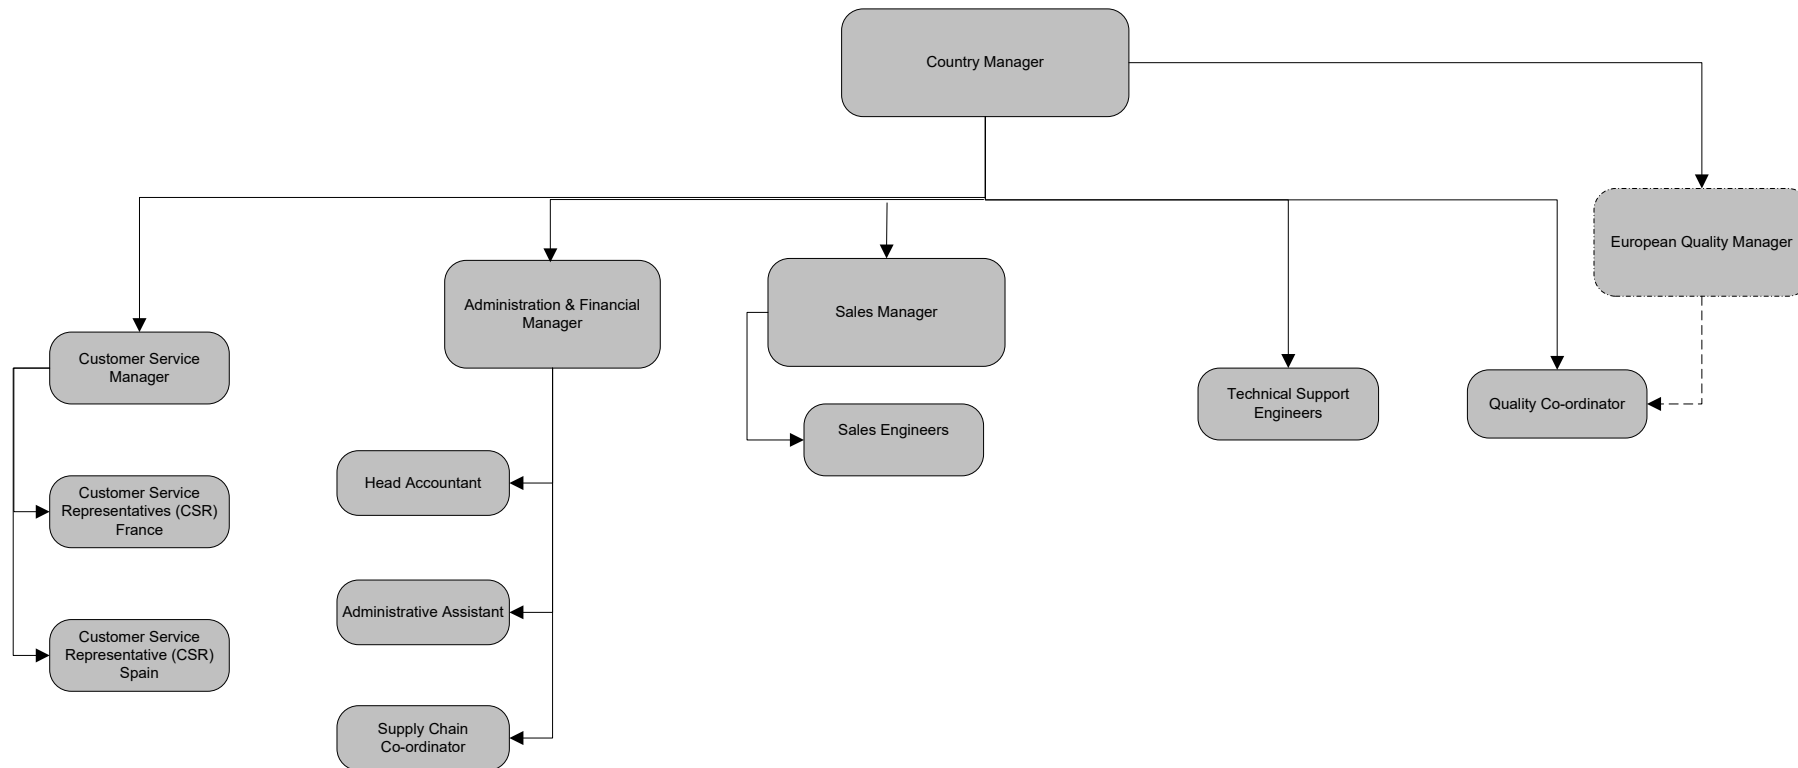 Country Manager
European Quality Manager
Administration & Financial
Manager
Sales Manager
Customer Service
Manager
Technical Support
Engineers
Quality Co-ordinator
Sales Engineers
Head Accountant
Customer Service
Representatives (CSR)
France
Administrative Assistant
Customer Service
Representative (CSR)
Spain
Supply Chain
Co-ordinator